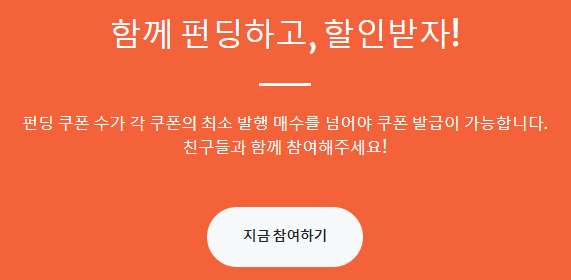 함께 펀딩하고, 할인받자!
펀딩 쿠폰 수가 각 쿠폰의 최소 발행 매수를 넘어야 쿠폰 발급이 가능합니다.
친구들과 함께 참여해주세요!
지금 참여하기